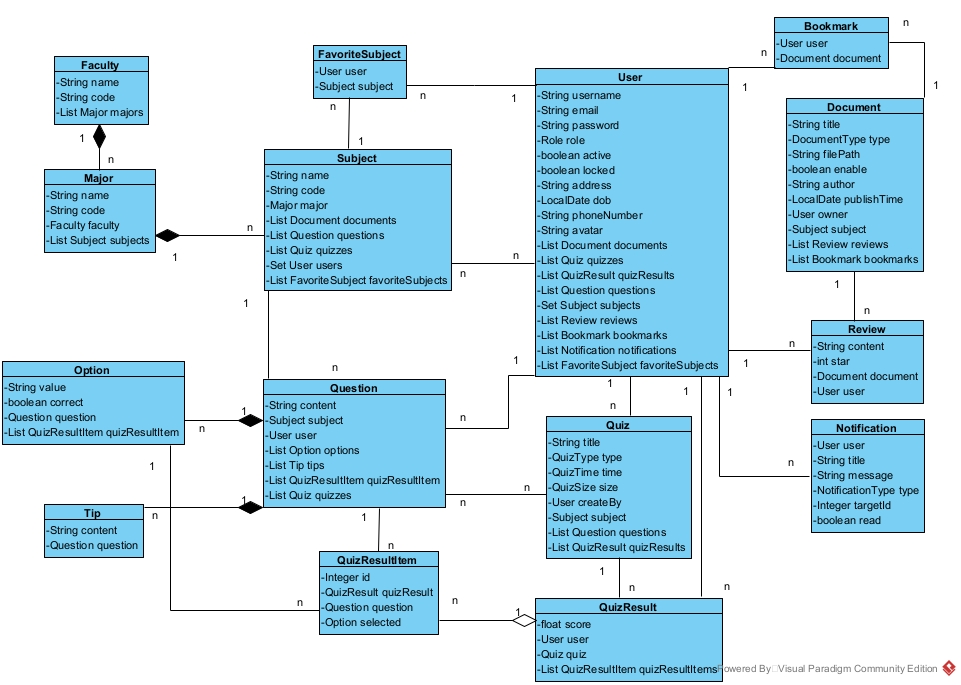 Bookmark
-User user
-Document document
n
n
1
1
FavoriteSubject
-User user
-Subject subject
n
n
1
1
Faculty
-String name
-String code
-List Major majors
1
n
Major
-String name
-String code
-Faculty faculty
-List Subject subjects
1
n
Subject
-String name
-String code
-Major major
-List Document documents
-List Question questions
-List Quiz quizzes
-Set User users
-List FavoriteSubject favoriteSubjects
n
n
1
n
User
-String username
-String email
-String password
-Role role
-boolean active
-boolean locked
-String address
-LocalDate dob
-String phoneNumber
-String avatar
-List Document documents
-List Quiz quizzes
-List QuizResult quizResults
-List Question questions
-Set Subject subjects
-List Review reviews
-List Bookmark bookmarks
-List Notification notifications
-List FavoriteSubject favoriteSubjects
Document
-String title
-DocumentType type
-String filePath
-boolean enable
-String author
-LocalDate publishTime
-User owner
-Subject subject
-List Review reviews
-List Bookmark bookmarks
1
n
Review
-String content
-int star
-Document document
-User user
n
1
Option
-String value
-boolean correct
-Question question
-List QuizResultItem quizResultItem
n
1
1
Question
-String content
-Subject subject
-User user
-List Option options
-List Tip tips
-List QuizResultItem quizResultItem
-List Quiz quizzes
1
n
n
n
1
n
Quiz
-String title
-QuizType type
-QuizTime time
-QuizSize size
-User createBy
-Subject subject
-List Question questions
-List QuizResult quizResults
1
1
n
Notification
-User user
-String title
-String message
-NotificationType type
-Integer targetId
-boolean read
Tip
-String content
-Question question
n
1
1
n
QuizResultItem
-Integer id
-QuizResult quizResult
-Question question
-Option selected
n
n
1
1
n
n
QuizResult
-float score
-User user
-Quiz quiz
-List QuizResultItem quizResultItems
Powered By Visual Paradigm Community Edition